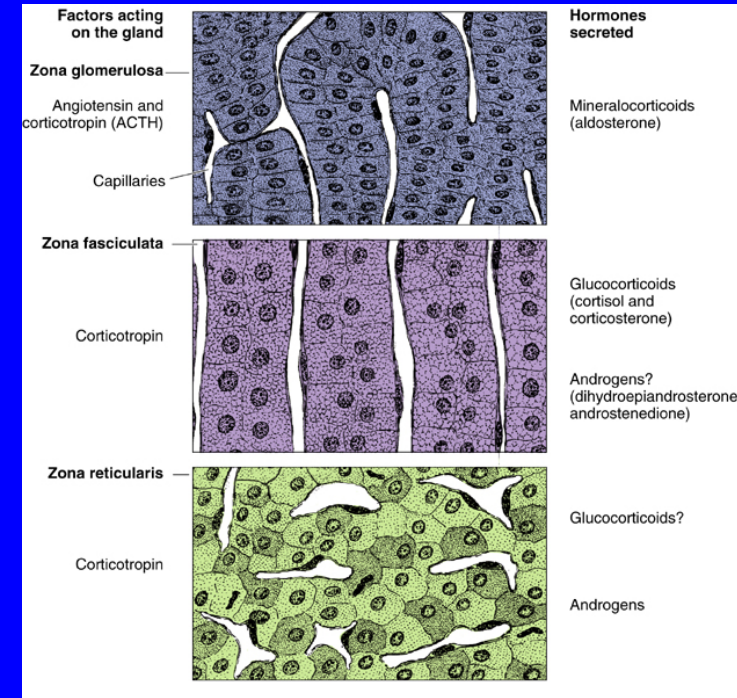 Factors acting
on the gland
Hormones
secreted
Zona glomerulosa
Angiotensin and
corticotropin (ACTH)
Mineralocorticoids
(aldosterone)
Capillaries
Zona fasciculata
Corticotropin
Glucocorticoids
(cortisol and
corticosterone)
Androgens?
(dihydroepiandrosterone
androstenedione)
Zona reticularis
Corticotropin
Glucocorticoids?
Androgens